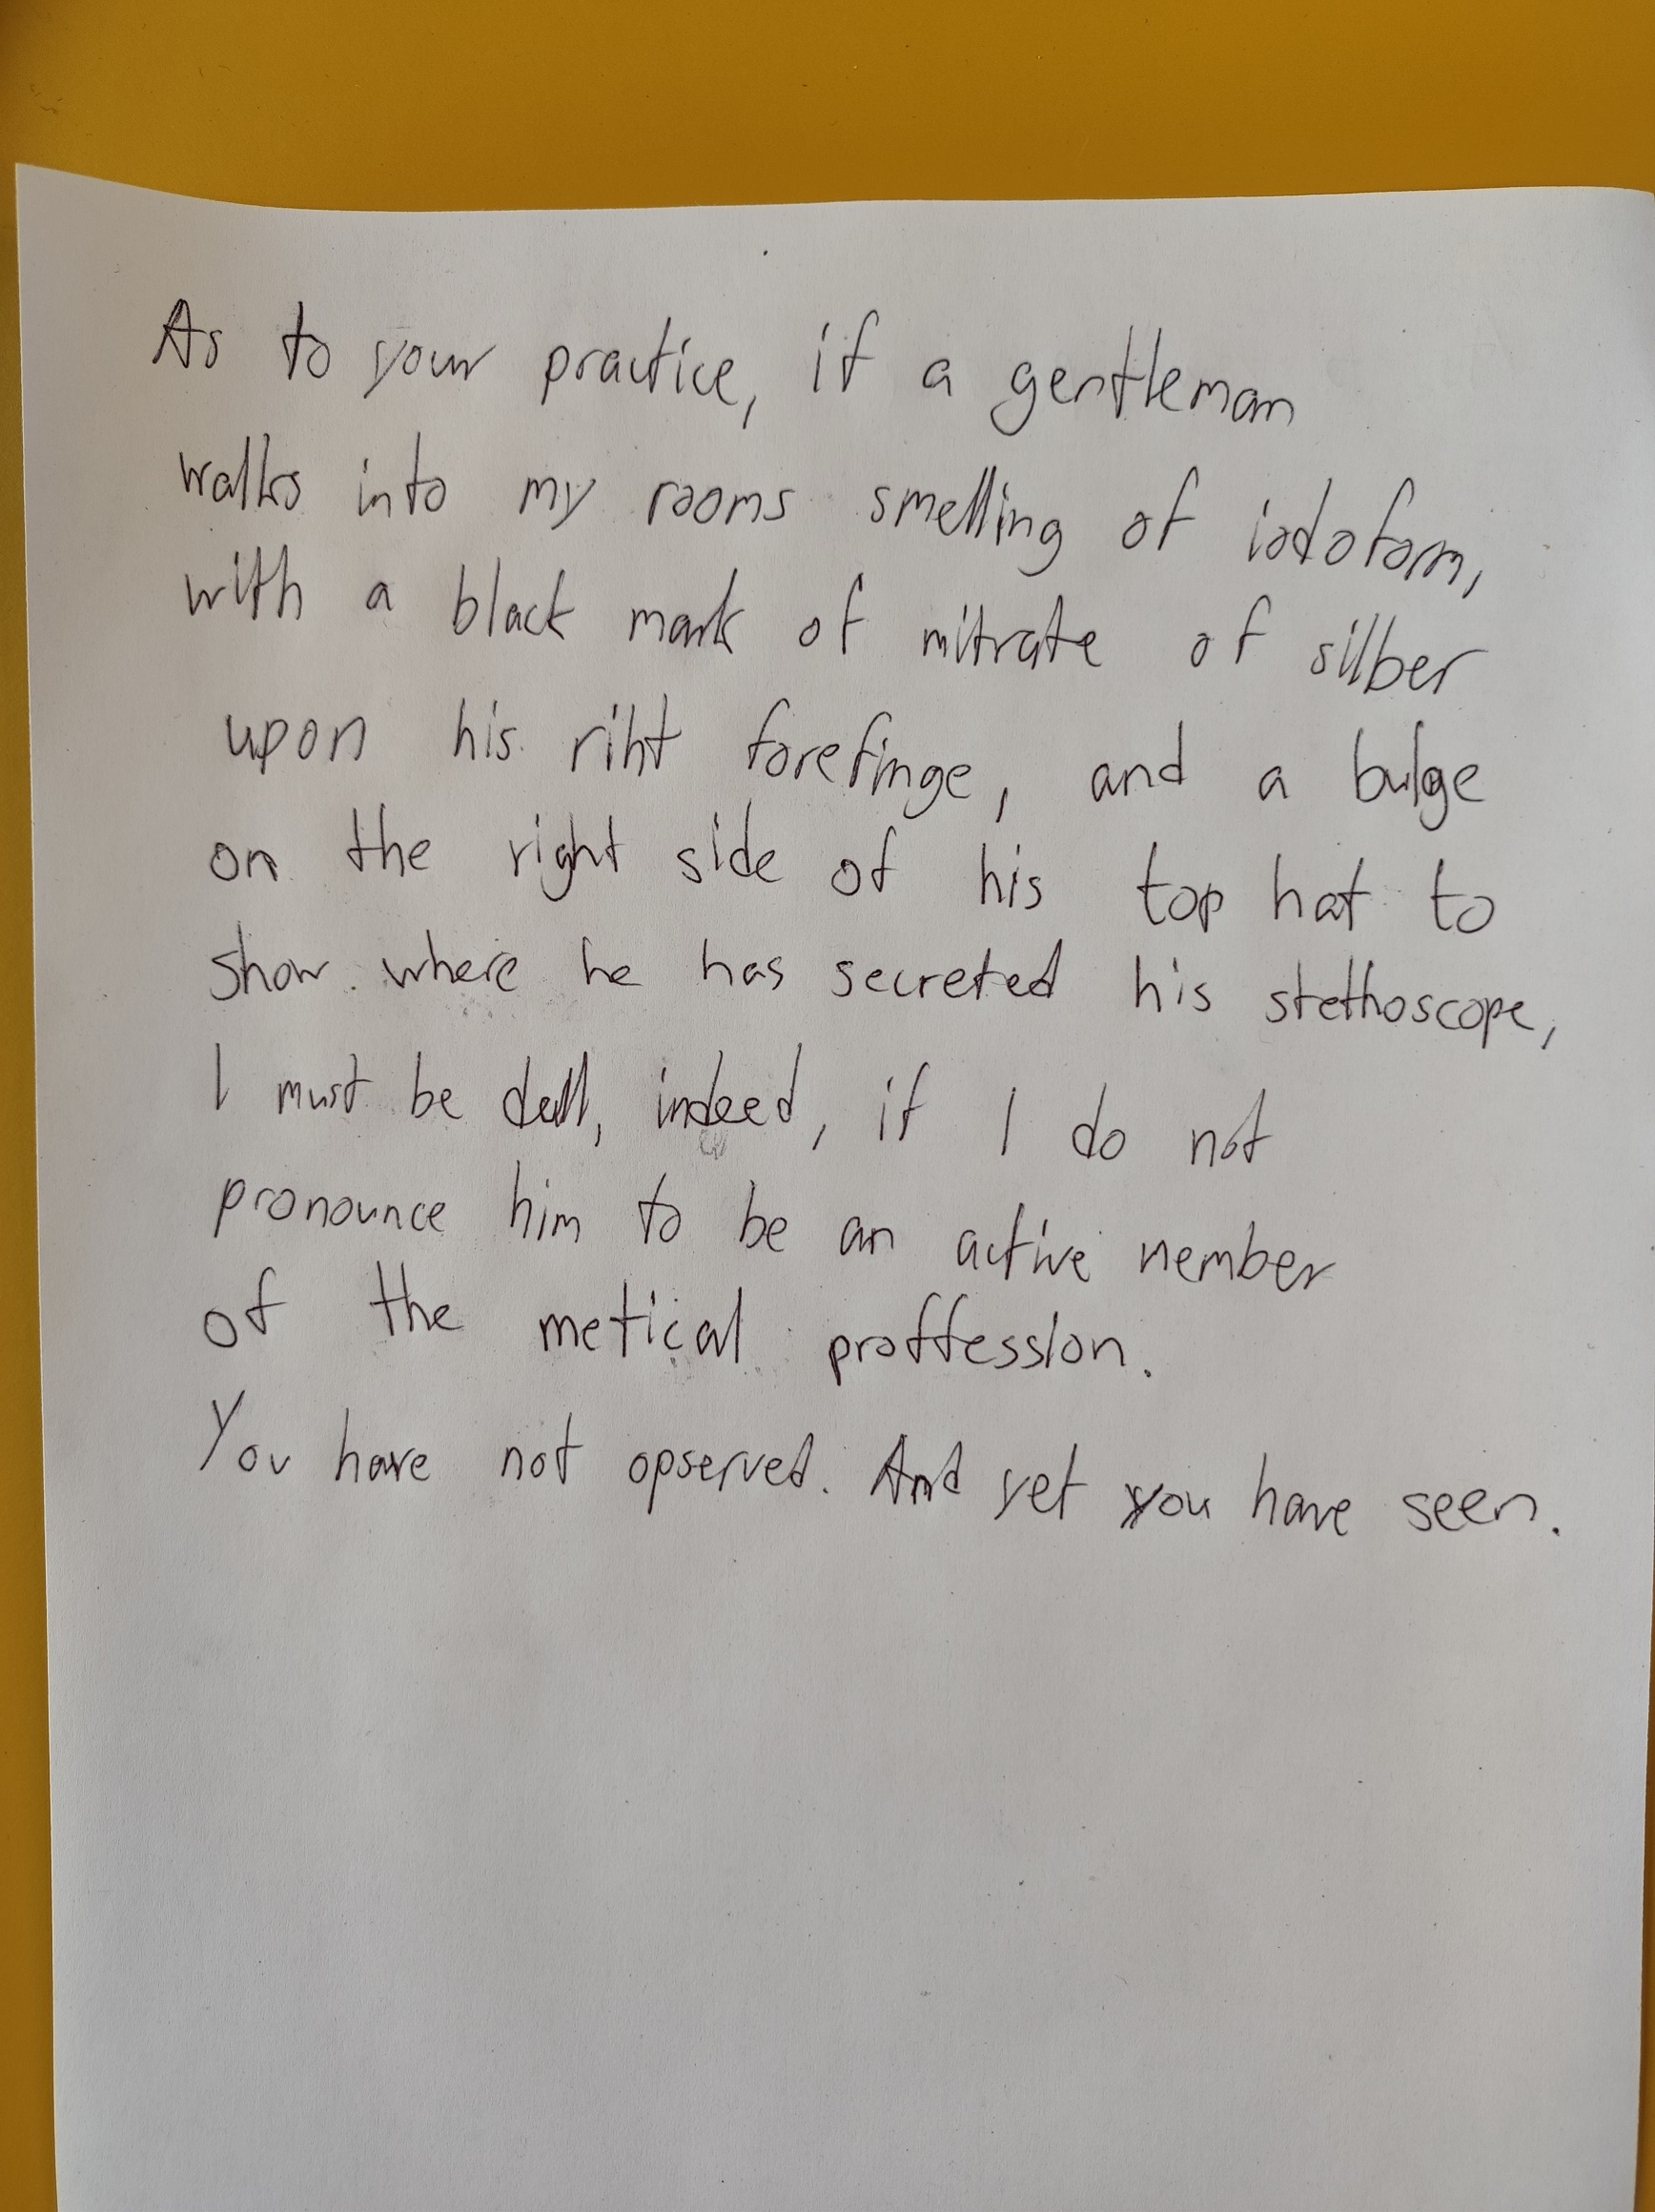 As to your practice, if a gentleman
walks into my rooms smelling of iodoform,
with a black mark of nitrate of silber
upon his riht forefinge, and a bulge
on the right side of his top hat to
show where he has secreted his stethoscope,
I must be dull, indeed, if I do not
pronounce him to be an active nember
of the metical proffession.
You have not opserved. And yet you have seen.